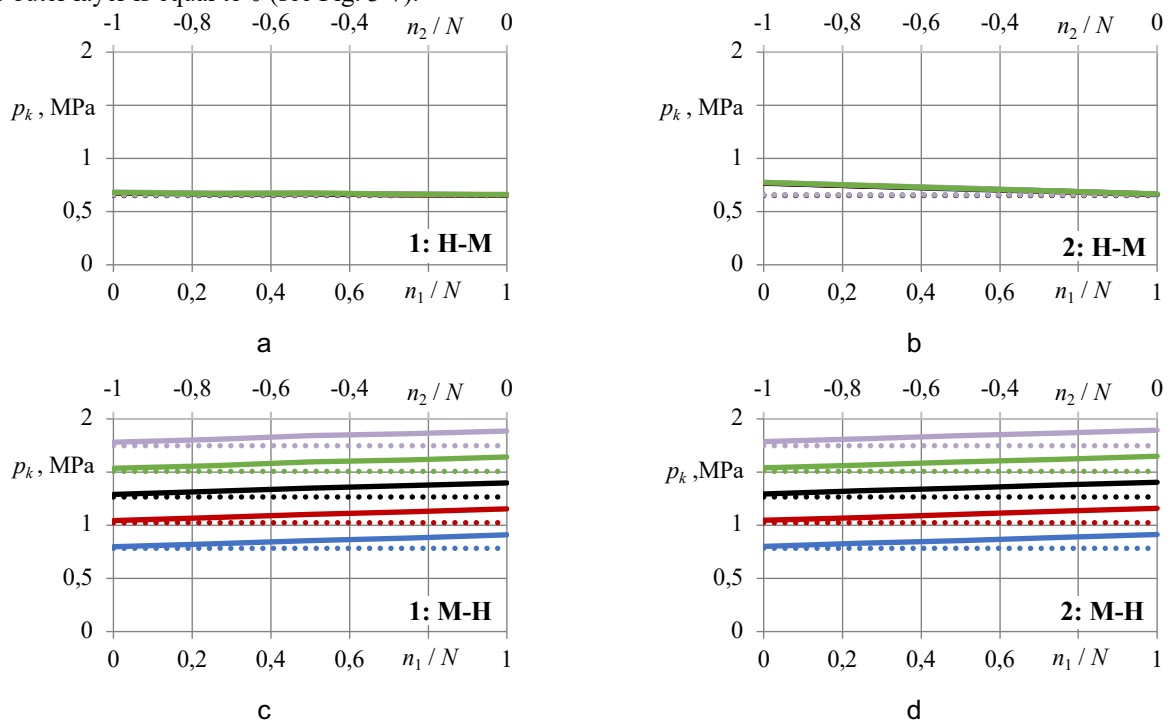 outer layer is equal to 0 (see Fig. 3-7).
-1 -0,8 -0,6 -0,4 n2 / N 0
2
pk , MPa
1
0,5
0
1: H-M
0 0,2 0,4 0,6 n1 / N 1
a
-1 -0,8 -0,6 -0,4 n2 / N 0
2
pk , MPa
1
0,5
0
2: H-M
0 0,2 0,4 0,6 n1 / N 1
b
-1 -0,8 -0,6 -0,4 n2 / N 0
2
pk, MPa
1
0,5
0
1: M-H
0 0,2 0,4 0,6 n1 / N 1
c
-1 -0,8 -0,6 -0,4 n2 / N 0
2
pk ,MPa
1
0,5
0
2: M-H
0 0,2 0,4 0,6 n1 / N 1
d